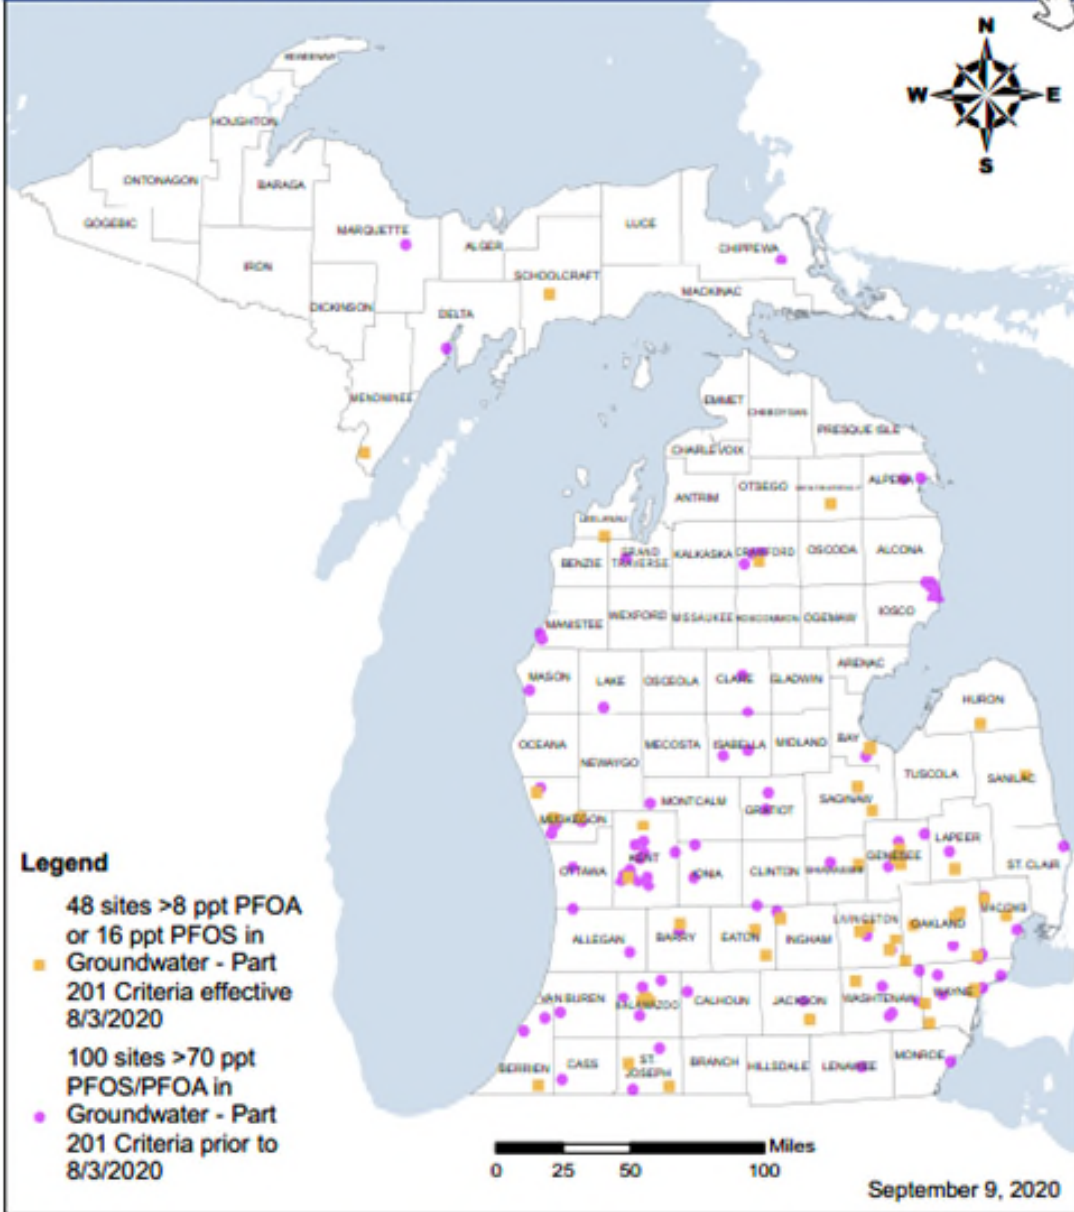 N
W
E
S
HOUGHTON
ONTONAGON
BARAGA
GOGEBIC
MARQUETTE
LUCE
ALGER
CHIPPEWA
IRON
SCHOOLCRAFT
MACKINAC
DICKINSON
DELTA
MENOMINEE
EMMET
CHEBOYGAN
PRESQUE ISLE
CHARLEVOIX
ANTRIM
OTSEGO
ALPENA
LEELANAU
BENZIE
GRAND
TRAVERSE
KALKASKA
CRAWFORD
OSCODA
ALCONA
MANISTEE
WEXFORD
MISSAUKEE
ROSCOMMON
OGEMAW
IOSCO
MASON
LAKE
OSCEOLA
CLARE
GLADWIN
ARENAC
HURON
OCEANA
NEWAYGO
MECOSTA
ISABELLA
MIDLAND
BAY
TUSCOLA
SANILAC
MUSKEGON
MONTCALM
GRATIOT
SAGINAW
OTTAWA
KENT
IONIA
CLINTON
SHIAWASSEE
GENESEE
LAPEER
ST. CLAIR
ALLEGAN
BARRY
EATON
INGHAM
LIVINGSTON
OAKLAND
MACOMB
VAN BUREN
KALAMAZOO
CALHOUN
JACKSON
WASHTENAW
WAYNE
BERRIEN
CASS
ST.
JOSEPH
BRANCH
HILLSDALE
LENAWEE
MONROE
Legend
48 sites >8 ppt PFOA
or 16 ppt PFOS in
Groundwater - Part
201 Criteria effective
8/3/2020
100 sites >70 ppt
PFOS/PFOA in
Groundwater - Part
201 Criteria prior to
8/3/2020
Miles
0 25 50 100
September 9, 2020